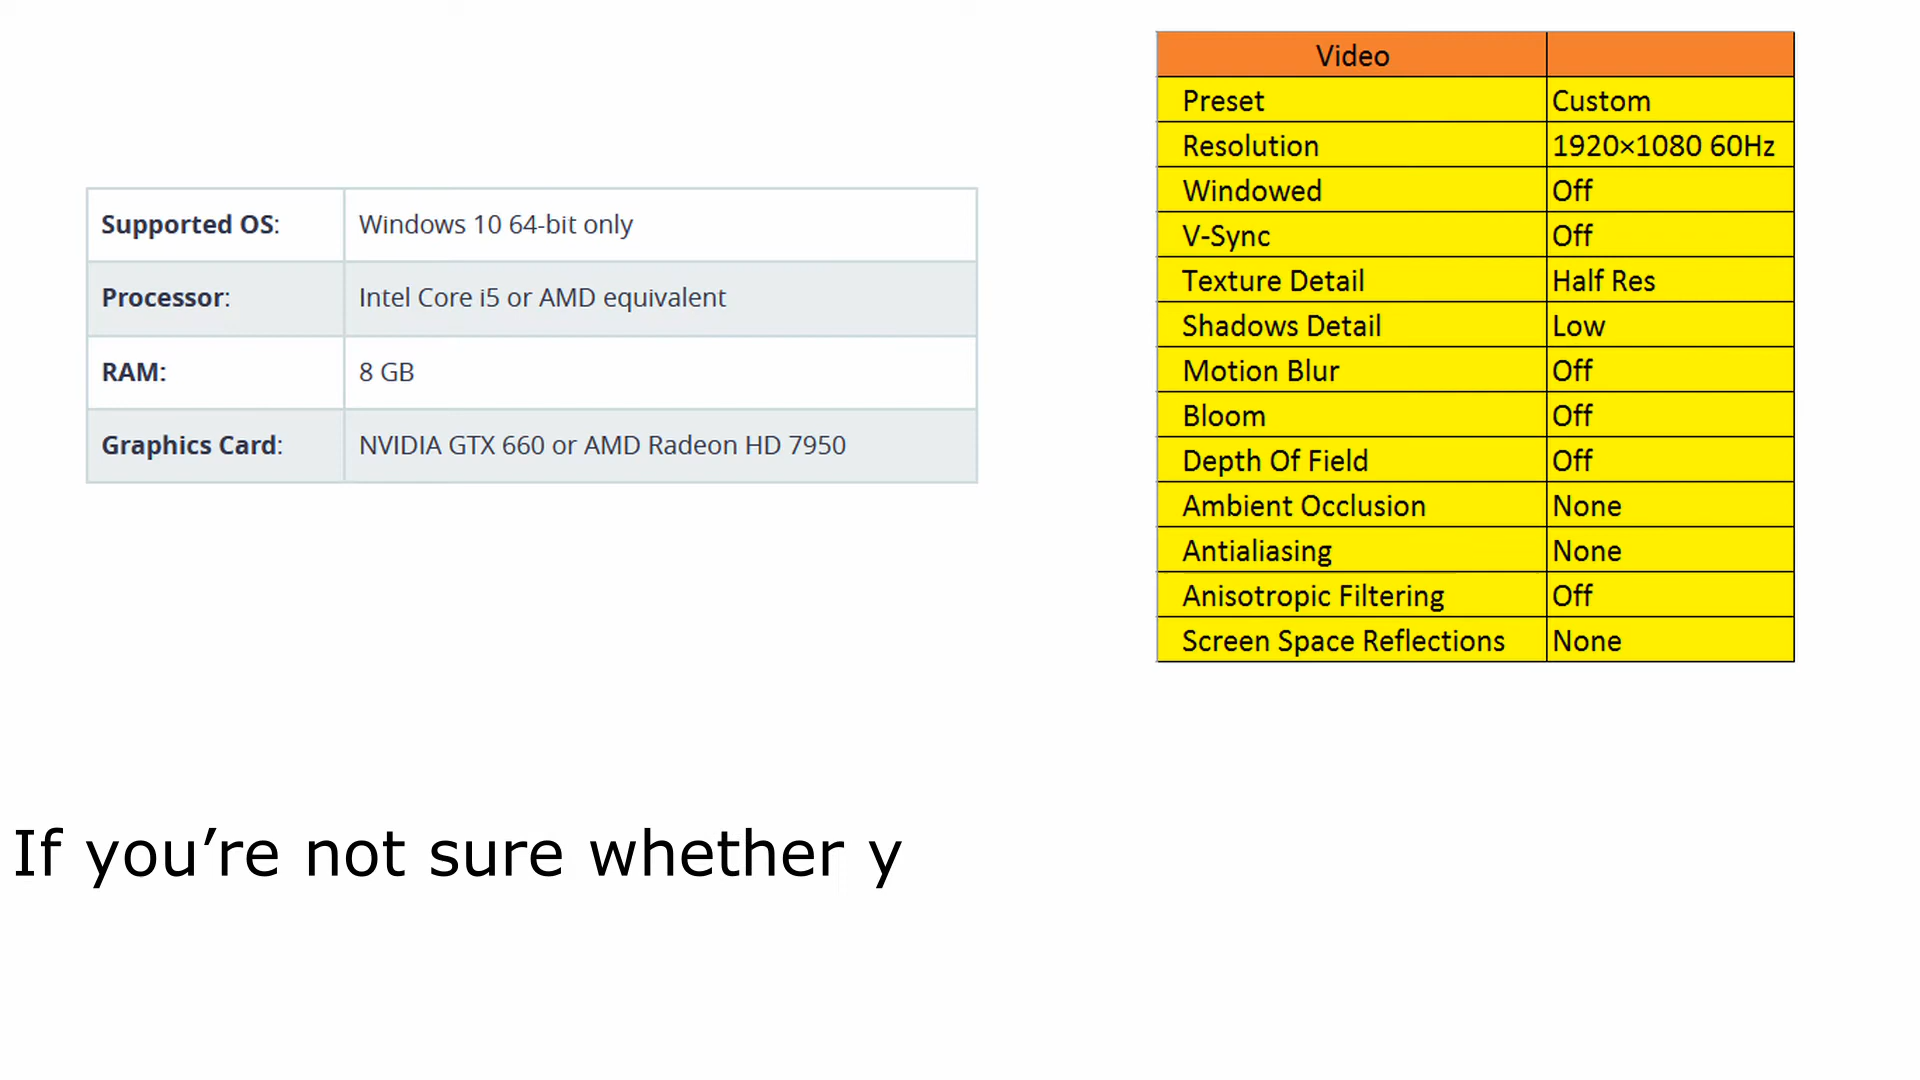 Supported OS: Windows 10 64-bit only
Processor: Intel Core i5 or AMD equivalent
RAM: 8 GB
Graphics Card: NVIDIA GTX 660 or AMD Radeon HD 7950
Video
Preset Custom
Resolution 1920×1080 60Hz
Windowed Off
V-Sync Off
Texture Detail Half Res
Shadows Detail Low
Motion Blur Off
Bloom Off
Depth Of Field Off
Ambient Occlusion None
Antialiasing None
Anisotropic Filtering Off
Screen Space Reflections None
If you’re not sure whether y